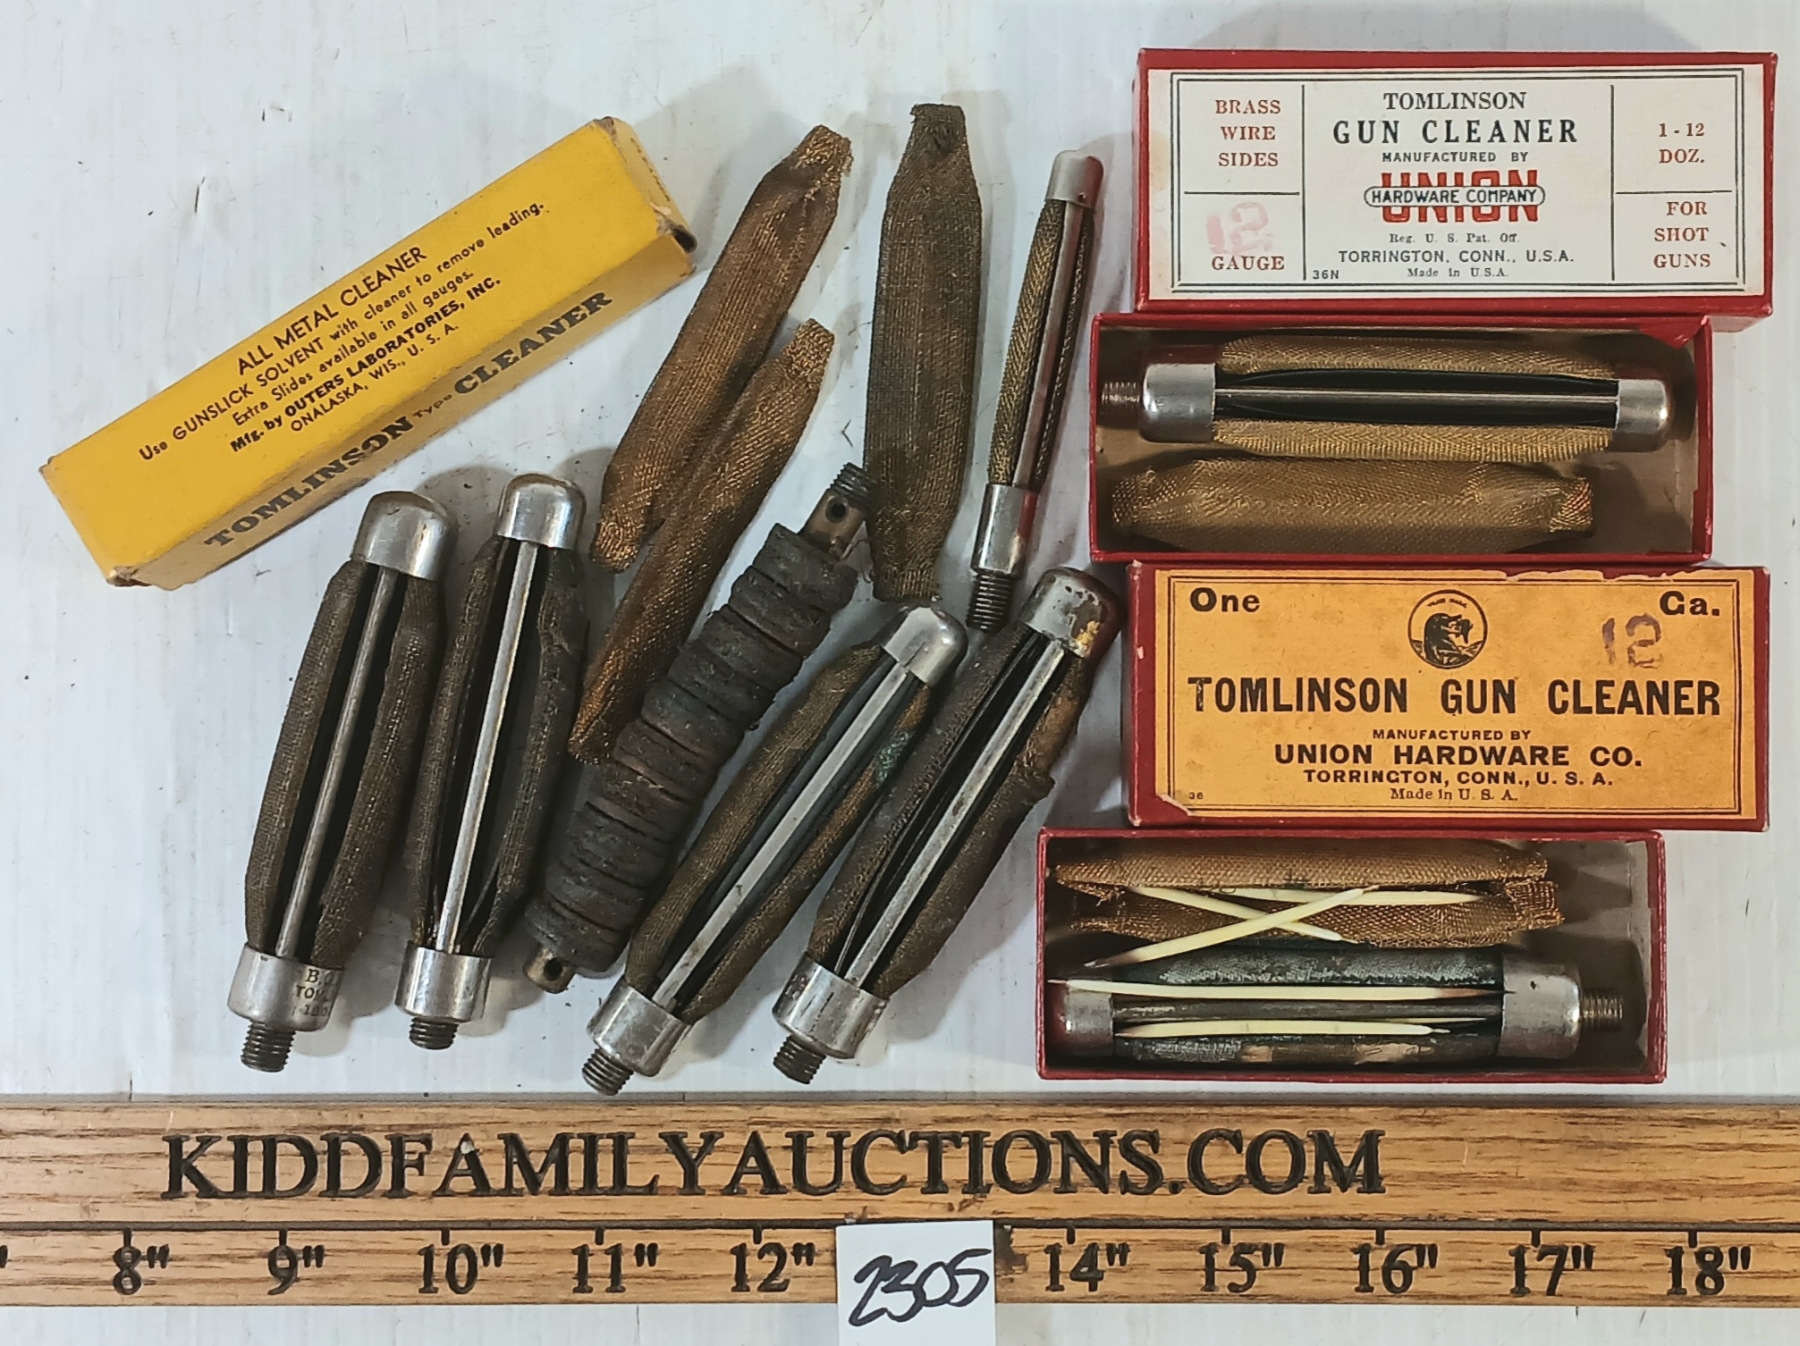 ALL METAL CLEANER
Use GUNSLICK SOLVENT with cleaner to remove leading.
Extra Slides available in all gauges.
Mfg. by OUTERS LABORATORIES, INC.
ONALASKA, WIS., U. S. A.
TOMLINSON Type CLEANER
BRASS
WIRE
SIDES
12
GAUGE
TOMLINSON
GUN CLEANER
MANUFACTURED BY
UNION
HARDWARE COMPANY
Reg. U. S. Pat. Off.
TORRINGTON, CONN., U.S.A.
36N
Made in U.S.A.
1-12
DOZ.
FOR
SHOT
GUNS
One
12
Ga.
TRADE MARK
TOMLINSON GUN CLEANER
MANUFACTURED BY
UNION HARDWARE CO.
TORRINGTON, CONN., U. S. A.
36
Made in U. S. A.
KIDDFAMILYAUCTIONS.COM
8" 9" 10" 11" 12" 14" 15" 16" 17" 18"
2305